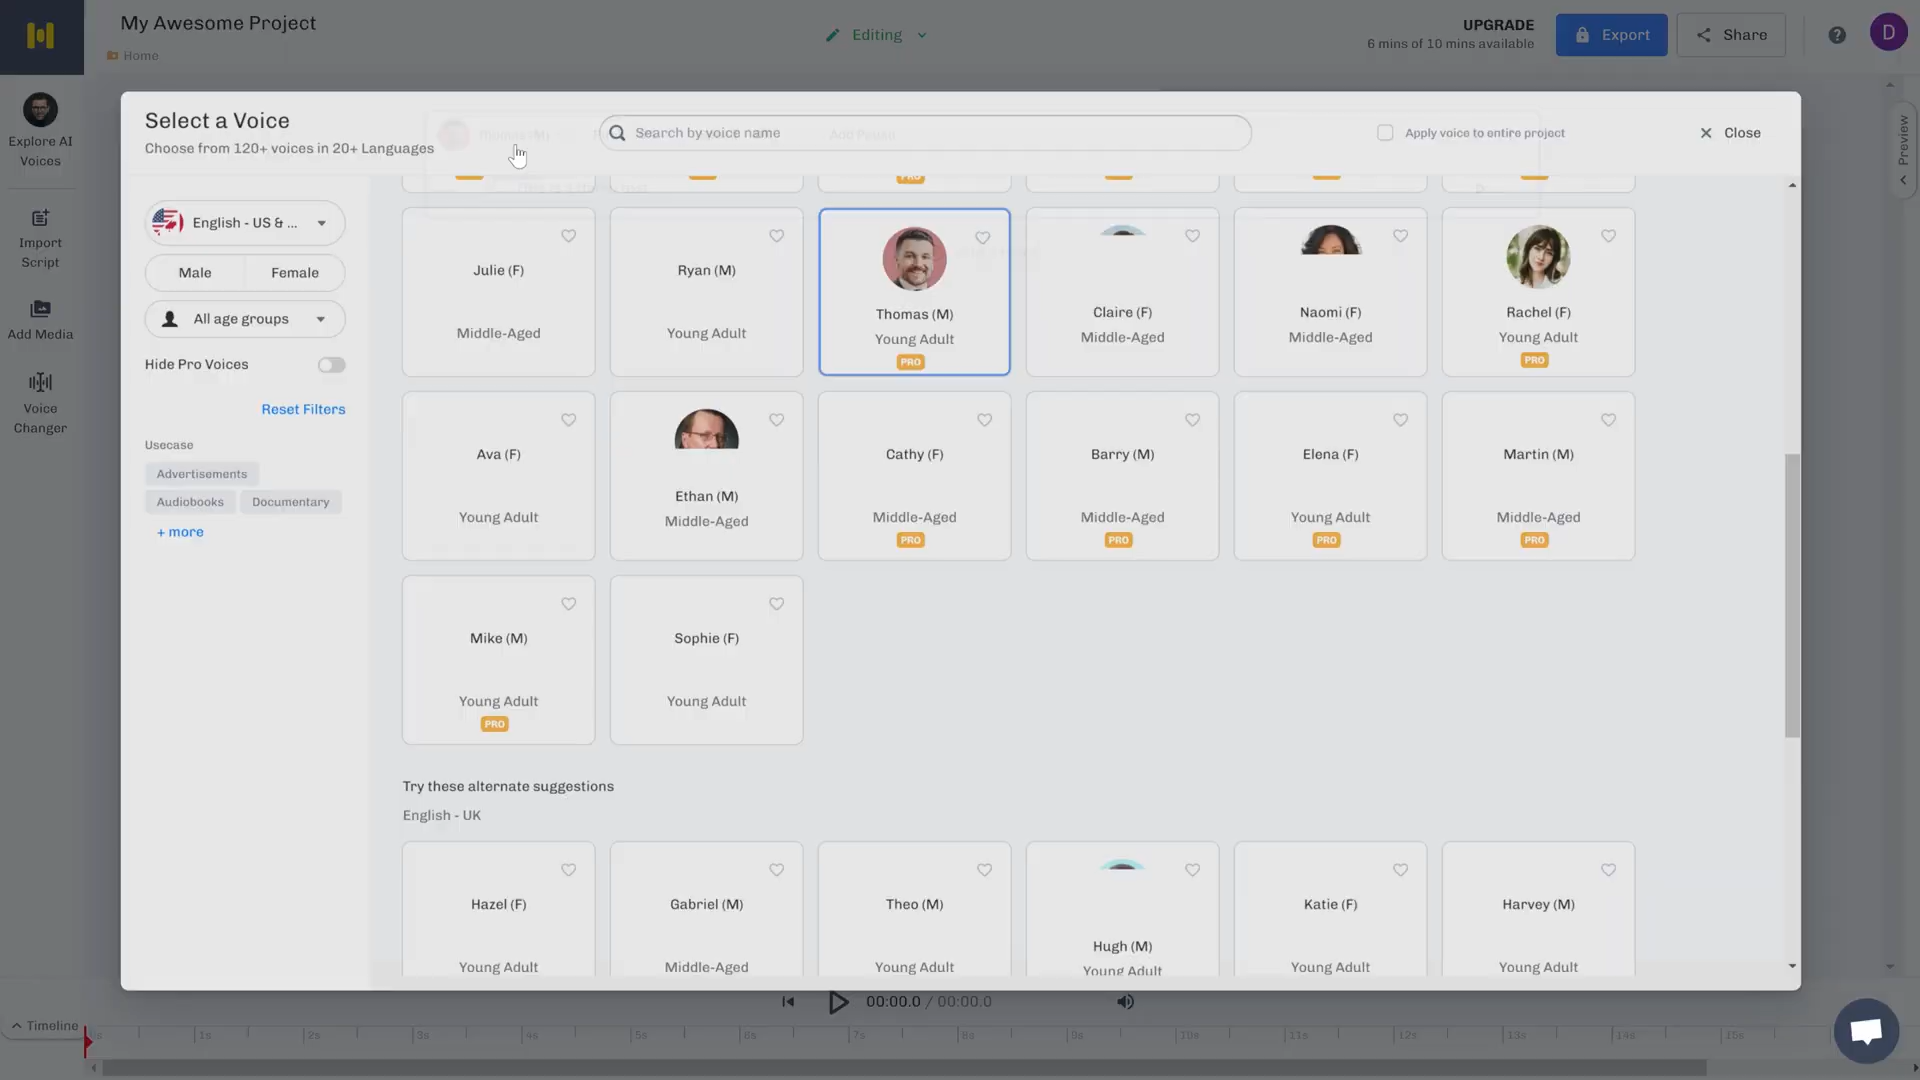 My Awesome Project
Home
Editing
UPGRADE
6 mins of 10 mins available
Export
Share
D
Explore AI
Voices
Import
Script
Add Media
Voice
Changer
Preview
Select a Voice
Choose from 120+ voices in 20+ Languages
Thomas (M)
Search by voice name
Add Pause
Apply voice to entire project
Close
English - US & ...
Male
Female
All age groups
Hide Pro Voices
Reset Filters
Usecase
Advertisements
Audiobooks
Documentary
+ more
PRO
Julie (F)
Middle-Aged
Ryan (M)
Young Adult
Thomas (M)
Young Adult
PRO
Claire (F)
Middle-Aged
Naomi (F)
Middle-Aged
Rachel (F)
Young Adult
PRO
Ava (F)
Young Adult
Ethan (M)
Middle-Aged
Cathy (F)
Middle-Aged
PRO
Barry (M)
Middle-Aged
PRO
Elena (F)
Young Adult
PRO
Martin (M)
Middle-Aged
PRO
Mike (M)
Young Adult
PRO
Sophie (F)
Young Adult
Try these alternate suggestions
English - UK
Hazel (F)
Young Adult
Gabriel (M)
Middle-Aged
Theo (M)
Young Adult
Hugh (M)
Young Adult
Katie (F)
Young Adult
Harvey (M)
Young Adult
00:00.0 / 00:00.0
Timeline
1s
2s
3s
4s
5s
6s
7s
8s
9s
10s
11s
12s
13s
14s
15s